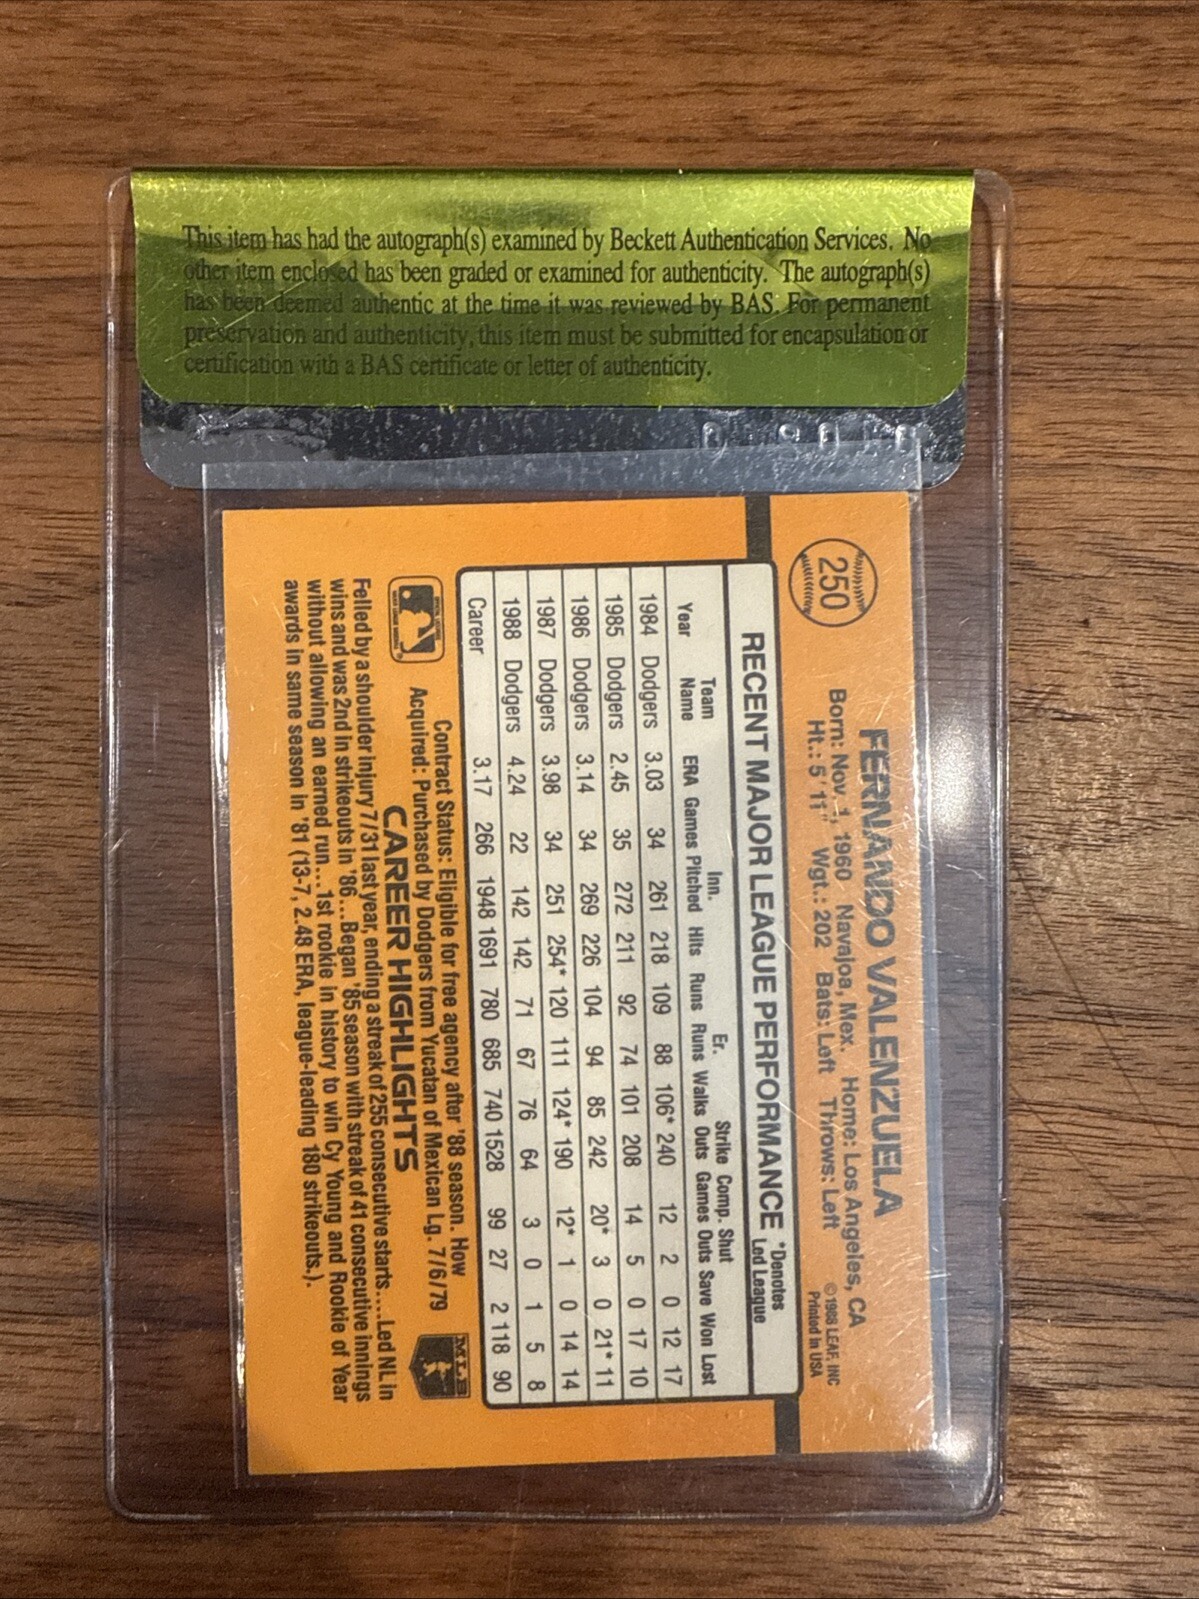 This item has had the autograph(s) examined by Beckett Authentication Services. No
other item enclosed has been graded or examined for authenticity. The autograph(s)
has been deemed authentic at the time it was reviewed by BAS. For permanent
preservation and authenticity, this item must be submitted for encapsulation or
certification with a BAS certificate or letter of authenticity.
250
FERNANDO VALENZUELA
Born: Nov. 1, 1960 Navajoa, Mex. Home: Los Angeles, CA
Ht.: 5'11" Wgt.: 202 Bats: Left Throws: Left
©1988 LEAF, INC
Printed in USA
RECENT MAJOR LEAGUE PERFORMANCE *Denotes Led League
Year Team Name ERA Games Inn. Pitched Hits Runs Er. Runs Walks Strike Outs Comp. Games Shut Outs Save Won Lost
1984 Dodgers 3.03 34 261 218 109 88 106* 240 12 2 0 12 17
1985 Dodgers 2.45 35 272 211 92 74 101 208 14 5 0 17 10
1986 Dodgers 3.14 34 269 226 104 94 85 242 20* 3 0 21* 11
1987 Dodgers 3.98 34 251 254* 120 111 124* 190 12* 1 0 14 14
1988 Dodgers 4.24 22 142 142 71 67 76 64 3 0 1 5 8
Career 3.17 266 1948 1691 780 685 740 1528 99 27 2 118 90
Contract Status: Eligible for free agency after '88 season. How
Acquired: Purchased by Dodgers from Yucatan of Mexican Lg. 7/6/79
MLB
CAREER HIGHLIGHTS
Felled by a shoulder injury 7/31 last year, ending a streak of 255 consecutive starts....Led NL in
wins and was 2nd in strikeouts in '86...Began '85 season with streak of 41 consecutive innings
without allowing an earned run...1st rookie in history to win Cy Young and Rookie of Year
awards in same season in '81 (13-7, 2.48 ERA, league-leading 180 strikeouts.).